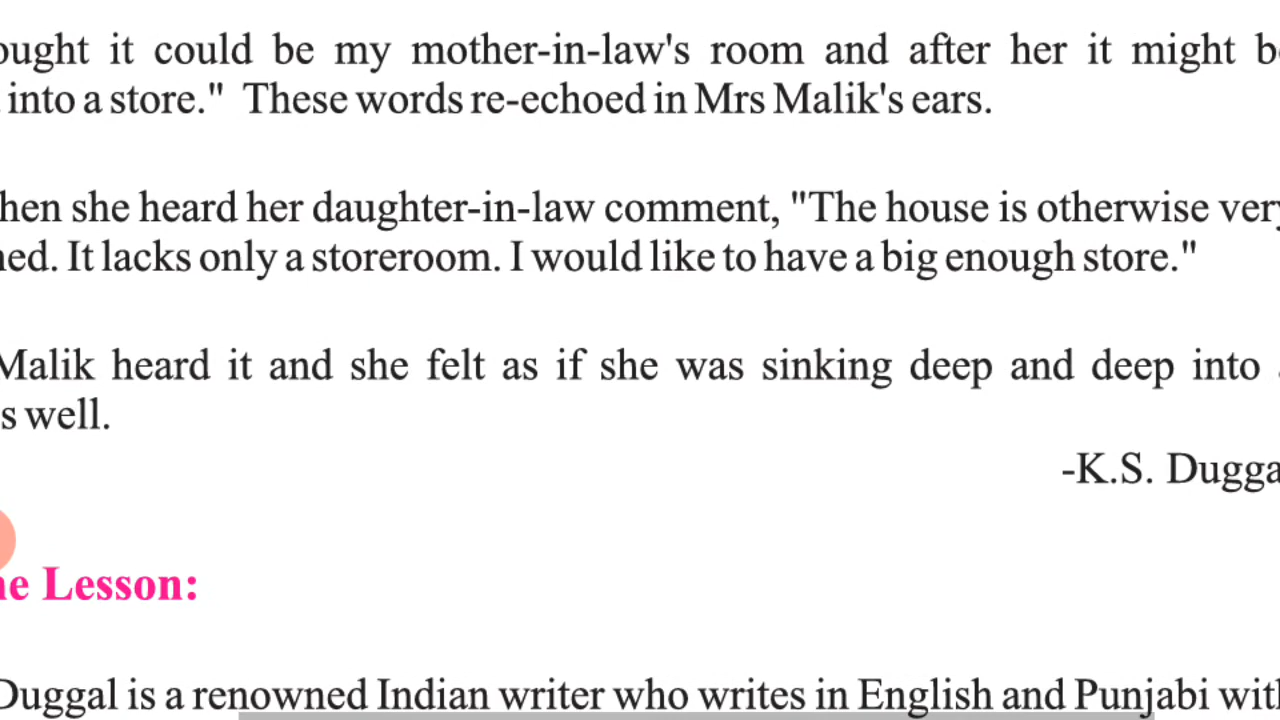 ought it could be my mother-in-law's room and after her it might be
into a store." These words re-echoed in Mrs Malik's ears.
hen she heard her daughter-in-law comment, "The house is otherwise very
ned. It lacks only a storeroom. I would like to have a big enough store."
Malik heard it and she felt as if she was sinking deep and deep into
s well.
-K.S. Dugga
he Lesson:
Duggal is a renowned Indian writer who writes in English and Punjabi with